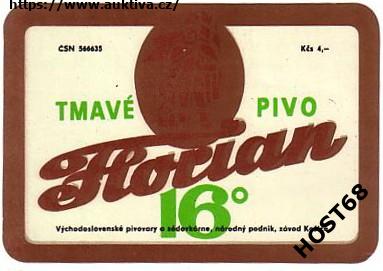 https://www.auktiva.cz/
ČSN 566635
Kčs 4,–
TMAVÉ PIVO
Florian
16°
Východoslovenské pivovary a sódovkárne, národný podnik, závod
HOST68